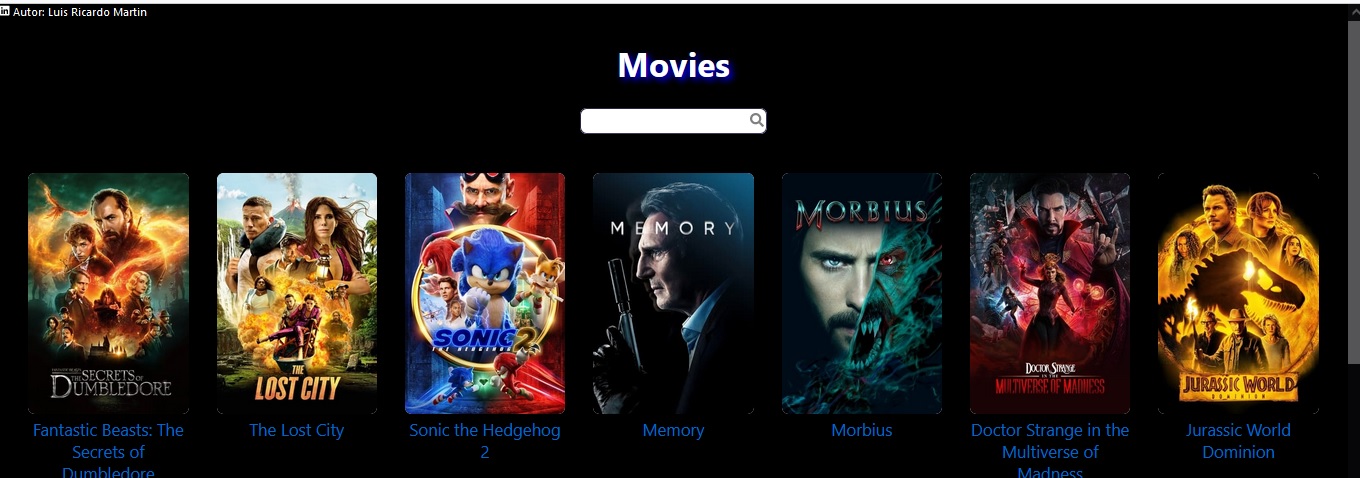 Autor: Luis Ricardo Martin
Movies
THE SECRETS OF
DUMBLEDORE
THE
LOST CITY
SONIC 2
THE HEDGEHOG
MEMORY
MORBIUS
DOCTOR STRANGE
IN THE
MULTIVERSE OF MADNESS
JURASSIC WORLD
DOMINION
Fantastic Beasts: The
Secrets of
Dumbledore
The Lost City
Sonic the Hedgehog
2
Memory
Morbius
Doctor Strange in the
Multiverse of
Madness
Jurassic World
Dominion